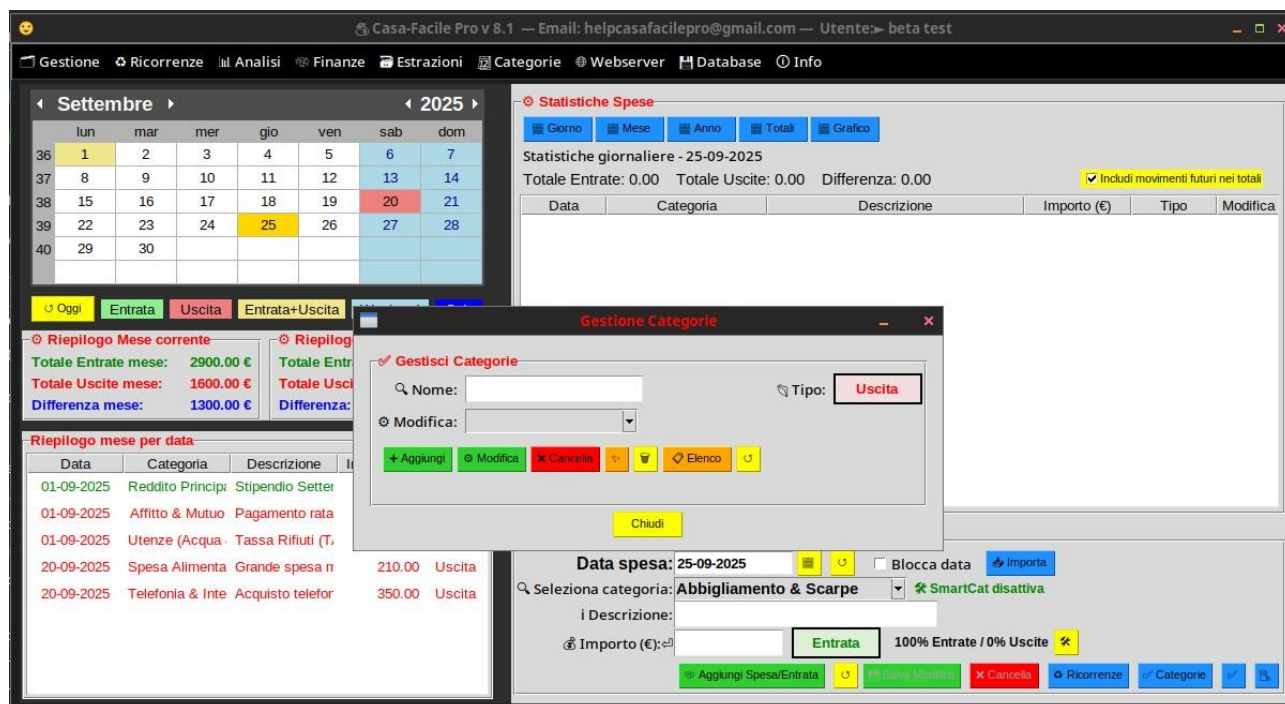 Casa-Facile Pro v 8.1 — Email: helpcasafacilepro@gmail.com — Utente:► beta test
Gestione Ricorrenze Analisi Finanze Estrazioni Categorie Webserver Database Info
Settembre 2025
lun mar mer gio ven sab dom
36 1 2 3 4 5 6 7
37 8 9 10 11 12 13 14
38 15 16 17 18 19 20 21
39 22 23 24 25 26 27 28
40 29 30
Oggi Entrata Uscita Entrata+Uscita
Riepilogo Mese corrente
Totale Entrate mese: 2900.00 €
Totale Uscite mese: 1600.00 €
Differenza mese: 1300.00 €
Riepilog
Totale Entr
Totale Usci
Differenza:
Riepilogo mese per data
Data Categoria Descrizione
01-09-2025 Reddito Principa Stipendio Setter
01-09-2025 Affitto & Mutuo Pagamento rata
01-09-2025 Utenze (Acqua Tassa Rifiuti (T
20-09-2025 Spesa Alimenta Grande spesa n 210.00 Uscita
20-09-2025 Telefonia & Inte Acquisto telefor 350.00 Uscita
Statistiche Spese
Giorno Mese Anno Totali Grafico
Statistiche giornaliere - 25-09-2025
Totale Entrate: 0.00 Totale Uscite: 0.00 Differenza: 0.00 Includi movimenti futuri nei totali
Data Categoria Descrizione Importo (€) Tipo Modifica
Gestione Categorie
Gestisci Categorie
Nome: Tipo: Uscita
Modifica:
+ Aggiungi Modifica Cancella Elenco
Chiudi
Data spesa: 25-09-2025 Blocca data Importa
Seleziona categoria: Abbigliamento & Scarpe SmartCat disattiva
i Descrizione:
Importo (€): Entrata 100% Entrate / 0% Uscite
Aggiungi Spesa/Entrata Salva Modifica Cancella Ricorrenze Categorie